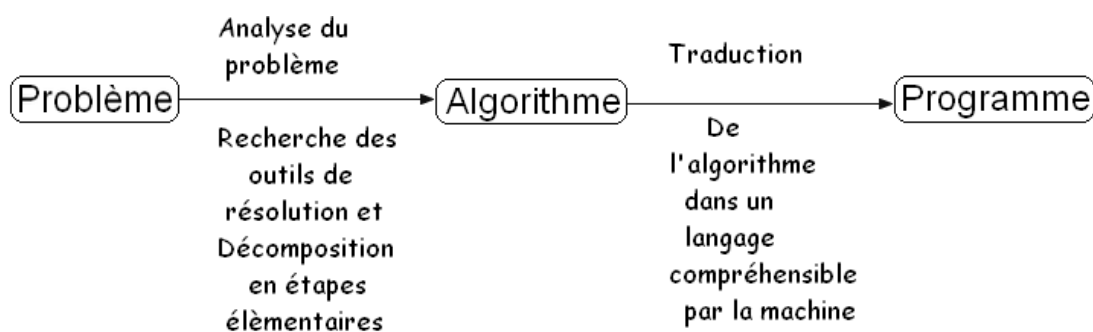 Problème
Analyse du
problème
Recherche des
outils de
résolution et
Décomposition
en étapes
élèmentaires
Algorithme
Traduction
De
l'algorithme
dans un
langage
compréhensible
par la machine
Programme